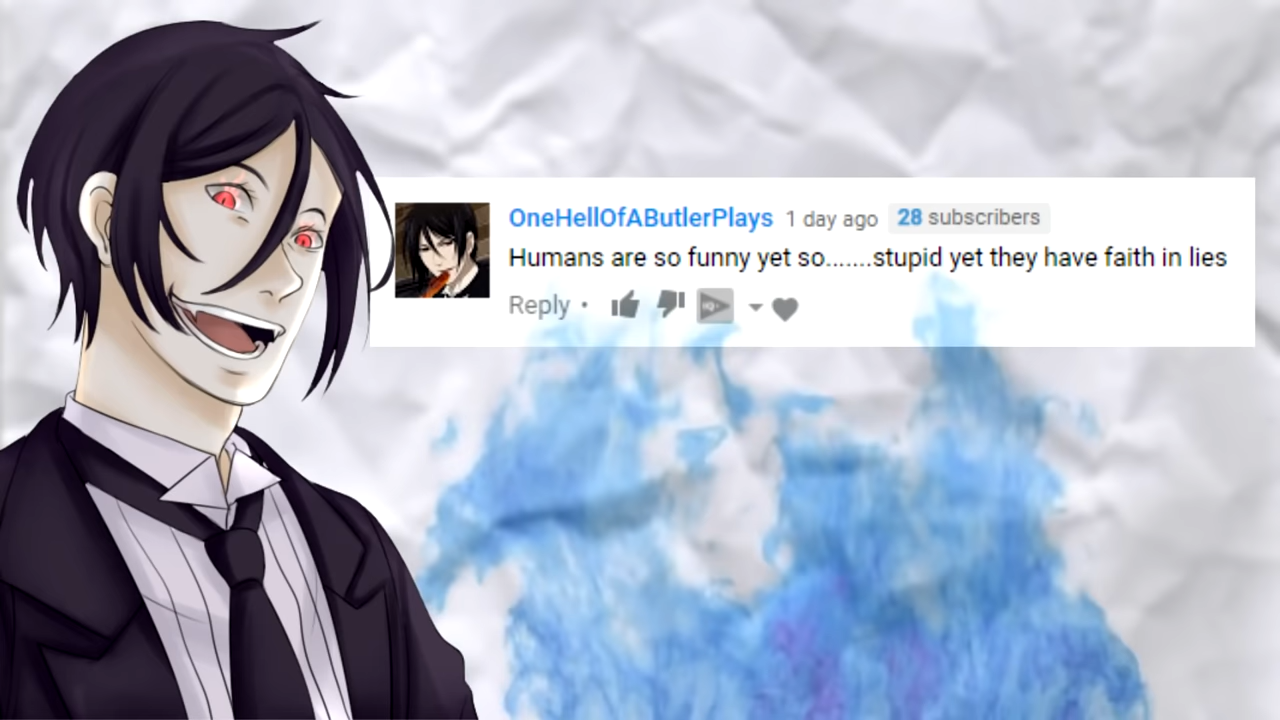 OneHellOfAButlerPlays 1 day ago 28 subscribers
Humans are so funny yet so.......stupid yet they have faith in lies
Reply •